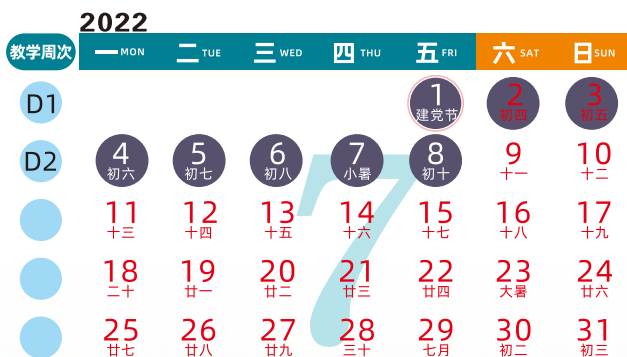 2022
教学周次 一MON 二TUE 三WED 四THU 五FRI 六SAT 日SUN
D1 1 2 3
建党节 初四 初五
D2 4 5 6 7 8 9 10
初六 初七 初八 小暑 初十 十一 十二
7
11 12 13 14 15 16 17
十三 十四 十五 十六 十七 十八 十九
18 19 20 21 22 23 24
二十 廿一 廿二 廿三 廿四 大暑 廿六
25 26 27 28 29 30 31
廿七 廿八 廿九 三十 七月 初二 初三